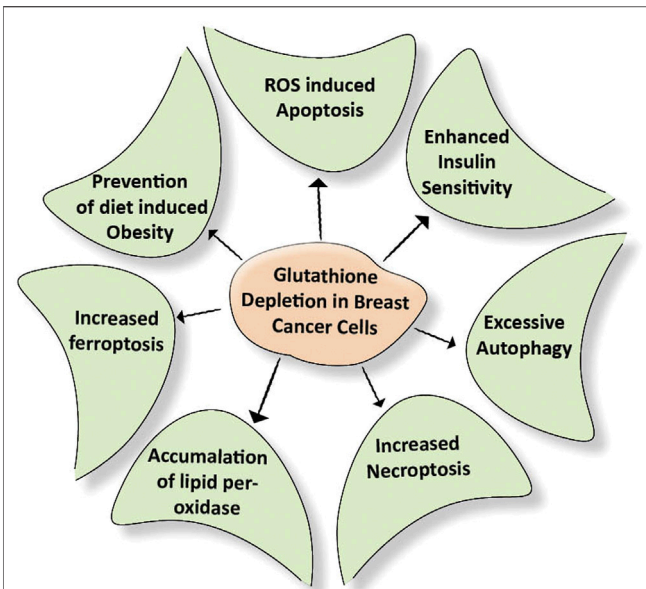 ROS induced
Apoptosis
Enhanced
Insulin
Sensitivity
Prevention
of diet induced
Obesity
Glutathione
Depletion in Breast
Cancer Cells
Increased
ferroptosis
Excessive
Autophagy
Accumalation
of lipid per-
oxidase
Increased
Necroptosis